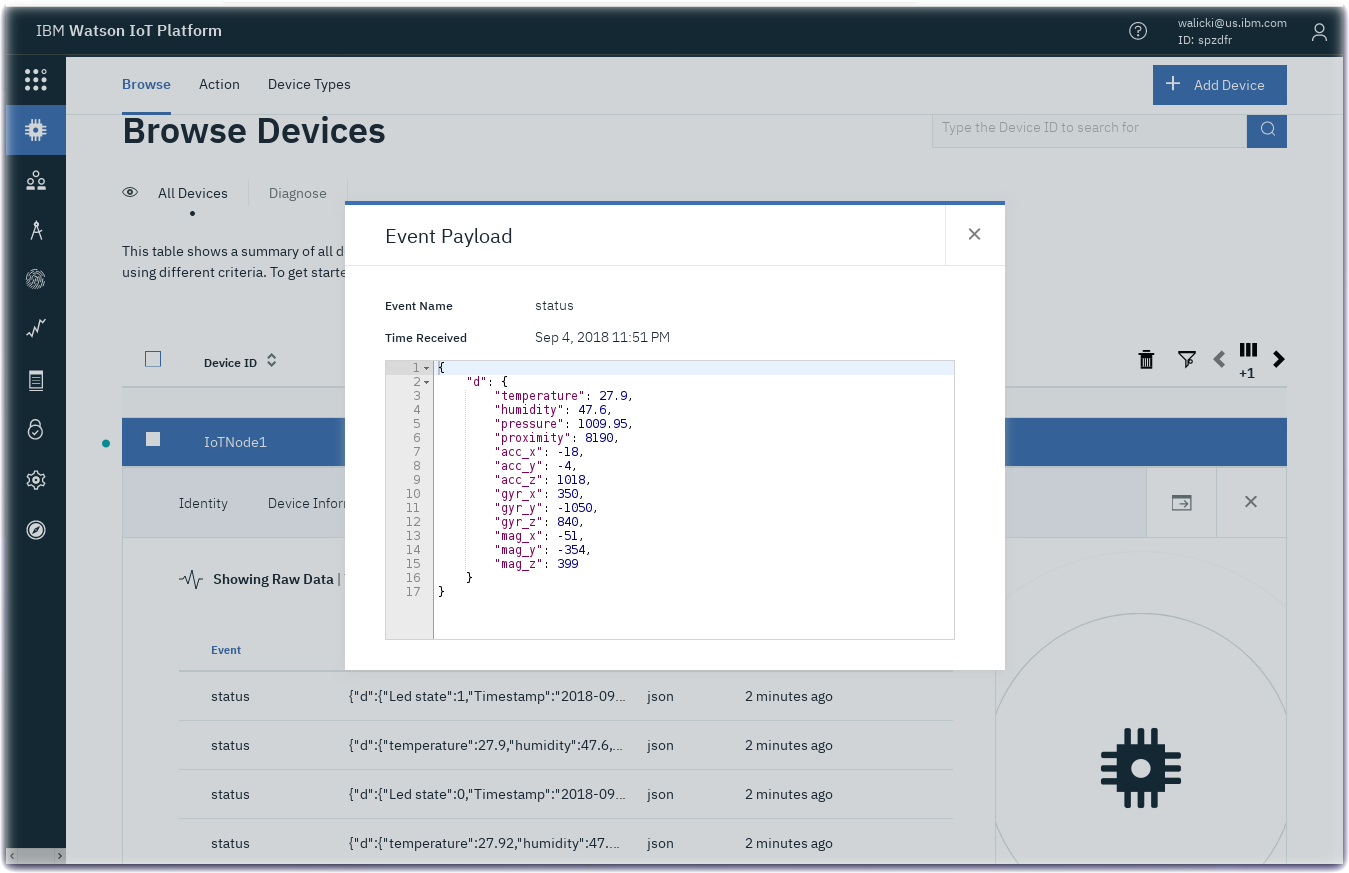 IBM Watson IoT Platform
walicki@us.ibm.com
ID: spzdfr
Browse Action Device Types
+ Add Device
Browse Devices
Type the Device ID to search for
All Devices
Diagnose
This table shows a summary of all
using different criteria. To get
Event Payload
Event Name status
Time Received Sep 4, 2018 11:51 PM
Device ID
+1
1 {
2 "d": {
3 "temperature": 27.9,
4 "humidity": 47.6,
5 "pressure": 1009.95,
6 "proximity": 8190,
7 "acc_x": -18,
8 "acc_y": -4,
9 "acc_z": 1018,
10 "gyr_x": 350,
11 "gyr_y": -1050,
12 "gyr_z": 840,
13 "mag_x": -51,
14 "mag_y": -354,
15 "mag_z": 399
16 }
17 }
IoTNode1
Identity Device
Showing Raw Data |
Event
status {"d":{"Led state":1,"Timestamp":"2018-09... json 2 minutes ago
status {"d":{"temperature":27.9,"humidity":47.6,... json 2 minutes ago
status {"d":{"Led state":0,"Timestamp":"2018-09... json 2 minutes ago
status {"d":{"temperature":27.92,"humidity":47.... json 2 minutes ago